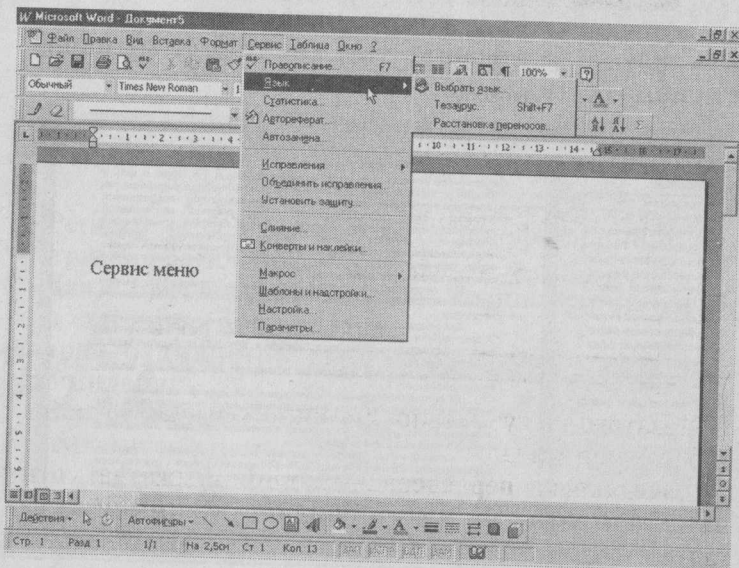 Microsoft Word - Документ5
Файл Правка Вид Вставка Формат Сервис Таблица Окно ?
Правописание... F7
100%
Обычный Times New Roman
Язык
Выбрать язык...
Статистика...
Тезаурус... Shift+F7
Автореферат...
Расстановка переносов...
Автозамена...
Исправления
Объединить исправления...
Установить защиту...
Слияние...
Конверты и наклейки...
Сервис меню
Макрос
Шаблоны и надстройки...
Настройка...
Параметры...
Действия Автофигуры
Стр. 1 Разд 1 1/1 На 2,5см Ст 1 Кол 13